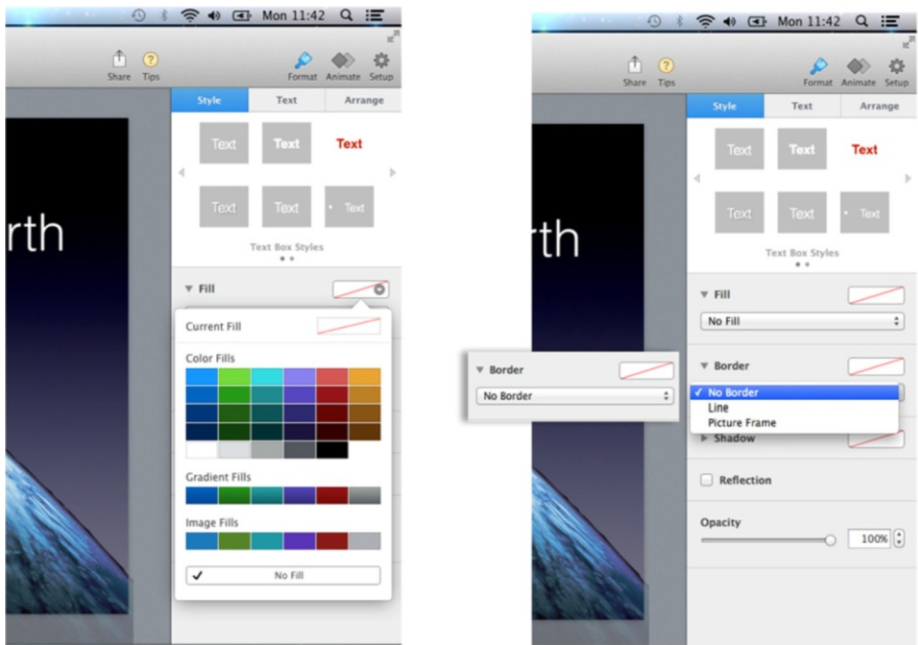 Mon 11:42
Share Tips Format Animate Setup
Style Text Arrange
Text Text Text
Text Text • Text
Text Box Styles
rth
Fill
Current Fill
Color Fills
Gradient Fills
Image Fills
✓ No Fill
Mon 11:42
Share Tips Format Animate Setup
Style Text Arrange
Text Text Text
Text Text • Text
Text Box Styles
rth
Fill
No Fill
Border
No Border
Border
✓ No Border
Line
Picture Frame
Shadow
Reflection
Opacity
100%